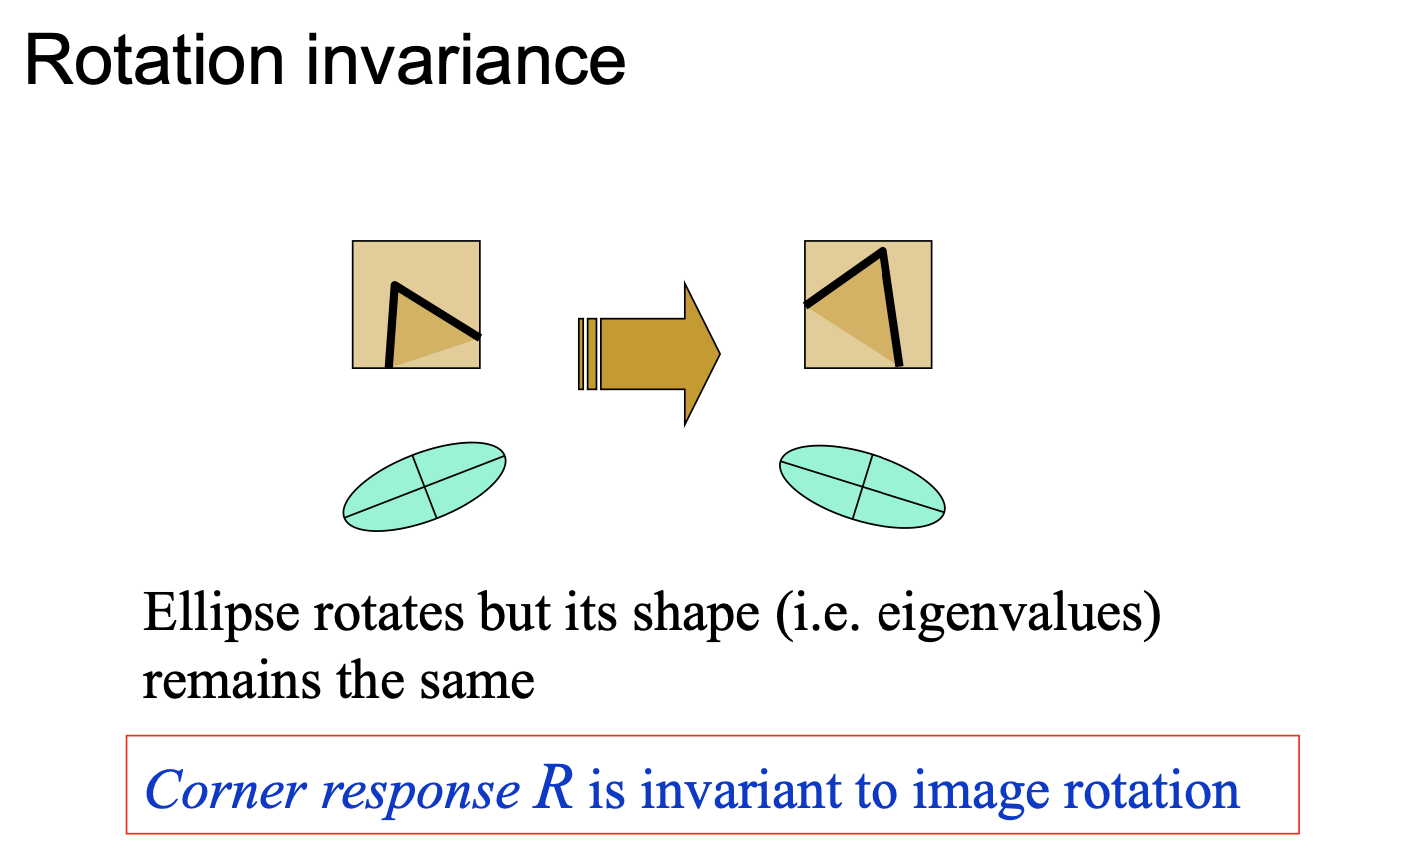 Rotation invariance
Ellipse rotates but its shape (i.e. eigenvalues)
remains the same
Corner response R is invariant to image rotation